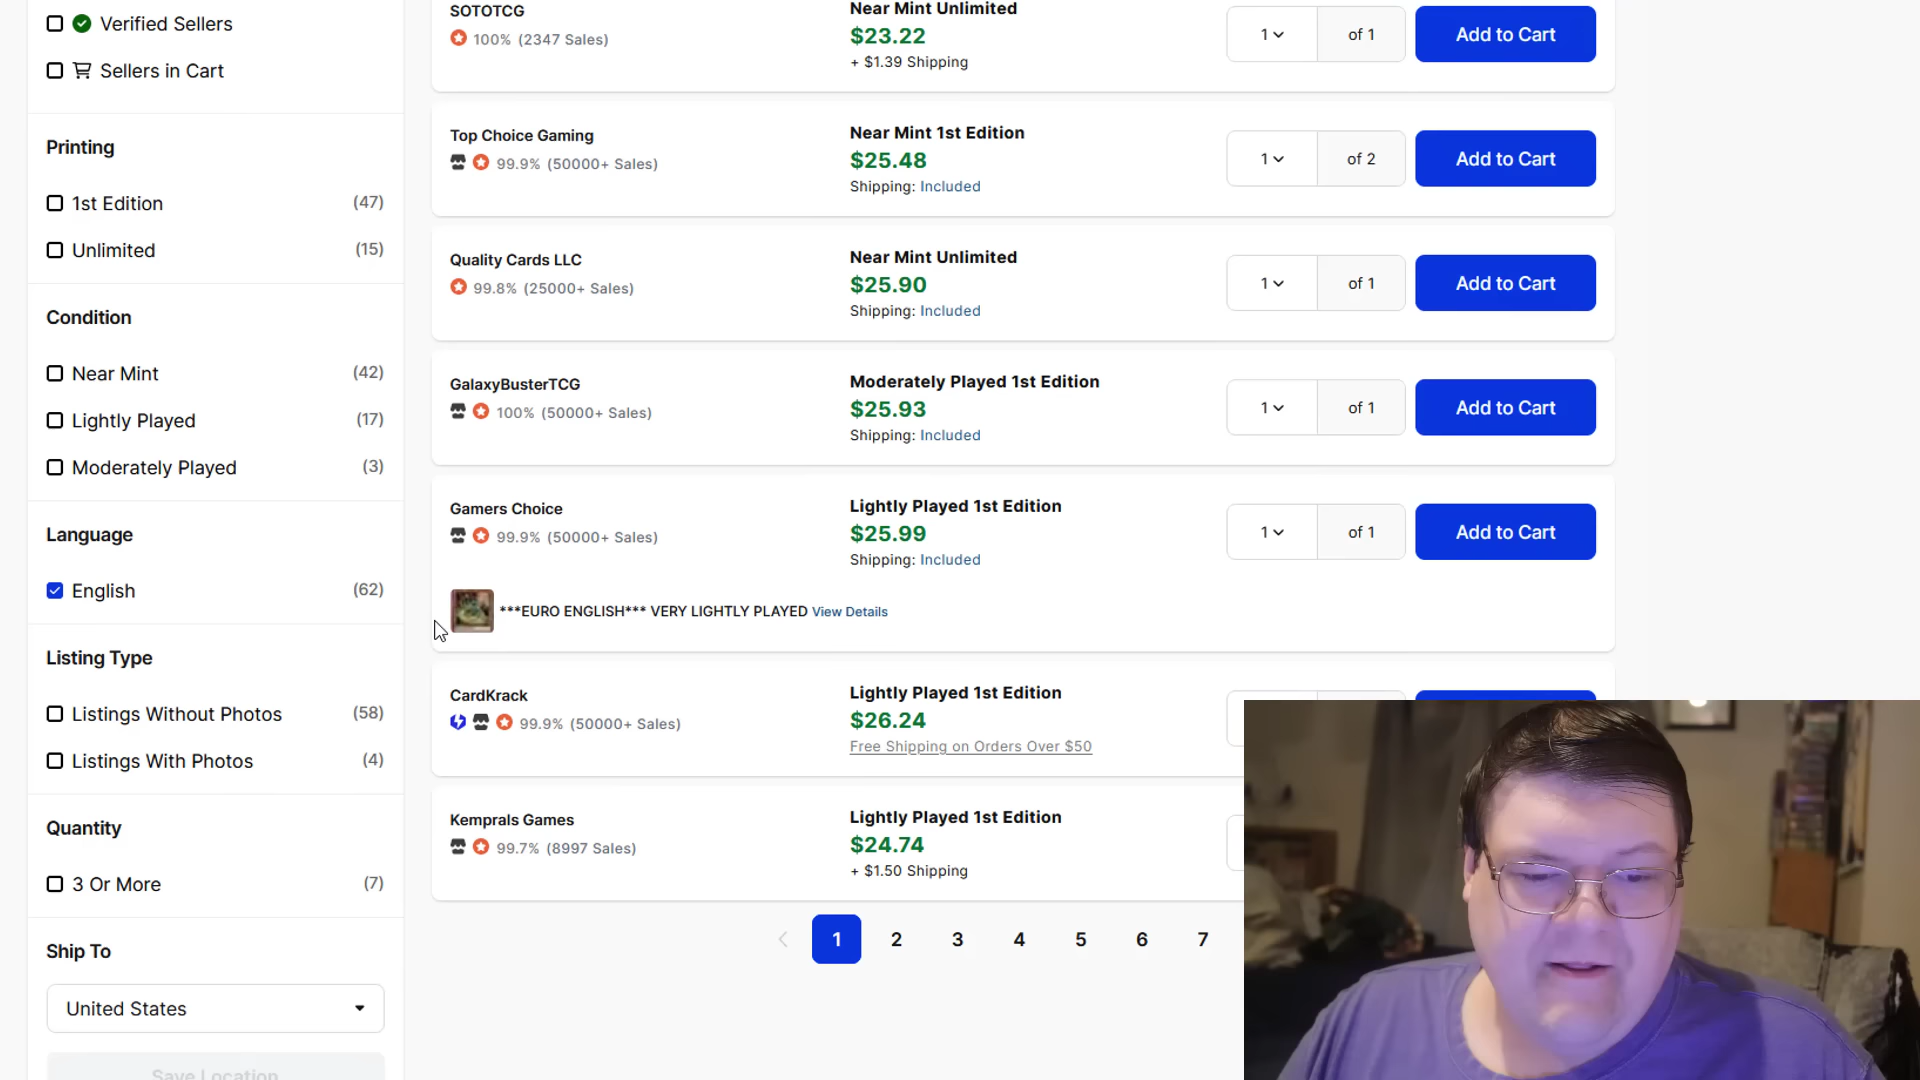 Verified Sellers
Sellers in Cart
Printing
1st Edition (47)
Unlimited (15)
Condition
Near Mint (42)
Lightly Played (17)
Moderately Played (3)
Language
English (62)
Listing Type
Listings Without Photos (58)
Listings With Photos (4)
Quantity
3 Or More (7)
Ship To
United States
Save Location
SOTOTCG
100% (2347 Sales)
Near Mint Unlimited
$23.22
+ $1.39 Shipping
1 of 1 Add to Cart
Top Choice Gaming
99.9% (50000+ Sales)
Near Mint 1st Edition
$25.48
Shipping: Included
1 of 2 Add to Cart
Quality Cards LLC
99.8% (25000+ Sales)
Near Mint Unlimited
$25.90
Shipping: Included
1 of 1 Add to Cart
GalaxyBusterTCG
100% (50000+ Sales)
Moderately Played 1st Edition
$25.93
Shipping: Included
1 of 1 Add to Cart
Gamers Choice
99.9% (50000+ Sales)
Lightly Played 1st Edition
$25.99
Shipping: Included
1 of 1 Add to Cart
***EURO ENGLISH*** VERY LIGHTLY PLAYED View Details
CardKrack
99.9% (50000+ Sales)
Lightly Played 1st Edition
$26.24
Free Shipping on Orders Over $50
Kemprals Games
99.7% (8997 Sales)
Lightly Played 1st Edition
$24.74
+ $1.50 Shipping
1 2 3 4 5 6 7